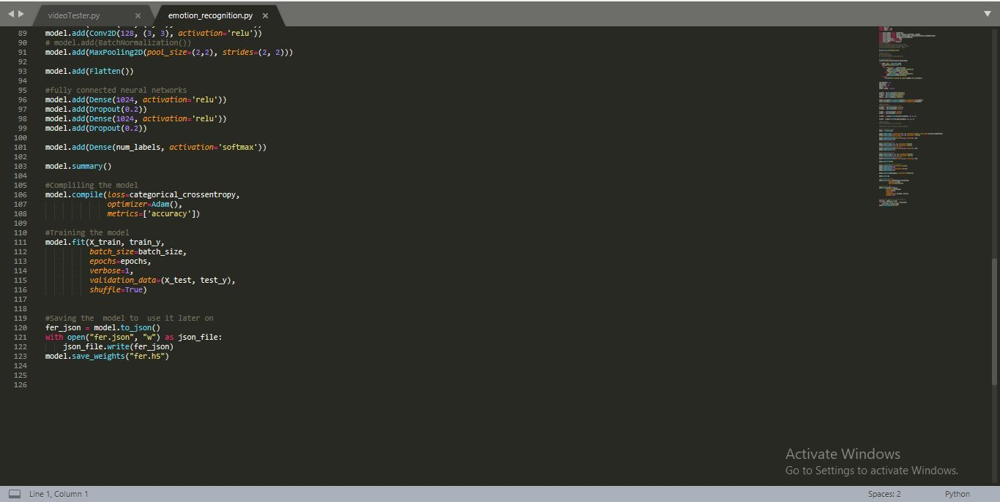 videoTester.py × emotion_recognition.py ×
89 model.add(Conv2D(128, (3, 3), activation='relu'))
90 # model.add(BatchNormalization())
91 model.add(MaxPooling2D(pool_size=(2,2), strides=(2, 2)))
92
93 model.add(Flatten())
94
95 #fully connected neural networks
96 model.add(Dense(1024, activation='relu'))
97 model.add(Dropout(0.2))
98 model.add(Dense(1024, activation='relu'))
99 model.add(Dropout(0.2))
100
101 model.add(Dense(num_labels, activation='softmax'))
102
103 model.summary()
104
105 #Compliling the model
106 model.compile(loss=categorical_crossentropy,
107 optimizer=Adam(),
108 metrics=['accuracy'])
109
110 #Training the model
111 model.fit(X_train, train_y,
112 batch_size=batch_size,
113 epochs=epochs,
114 verbose=1,
115 validation_data=(X_test, test_y),
116 shuffle=True)
117
118
119 #Saving the  model to  use it later on
120 fer_json = model.to_json()
121 with open("fer.json", "w") as json_file:
122 json_file.write(fer_json)
123 model.save_weights("fer.h5")
124
125
126
Activate Windows
Go to Settings to activate Windows.
Line 1, Column 1 Spaces: 2 Python